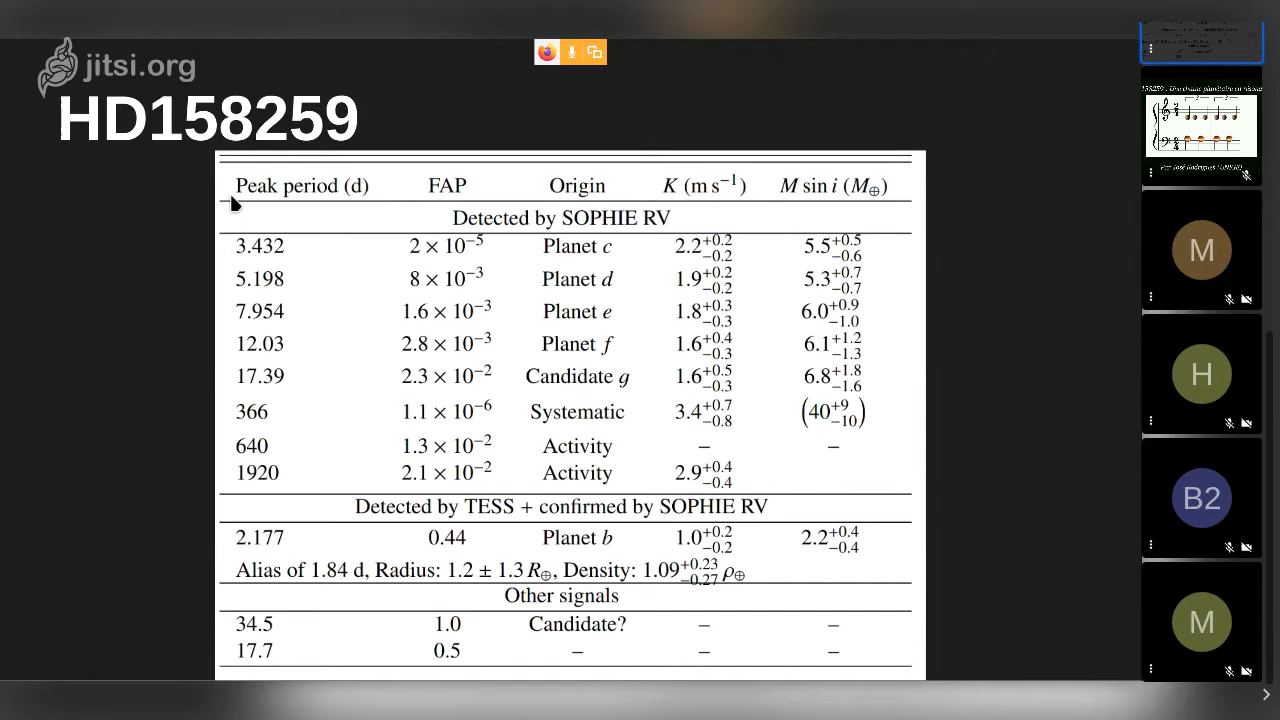 jitsi.org
HD158259
Peak period (d) FAP Origin K (m s⁻¹) M sin i (M⊕)
Detected by SOPHIE RV
3.432 2 × 10⁻⁵ Planet c 2.2 +0.2 −0.2 5.5 +0.5 −0.6
5.198 8 × 10⁻³ Planet d 1.9 +0.2 −0.2 5.3 +0.7 −0.7
7.954 1.6 × 10⁻³ Planet e 1.8 +0.3 −0.3 6.0 +0.9 −1.0
12.03 2.8 × 10⁻³ Planet f 1.6 +0.4 −0.3 6.1 +1.2 −1.3
17.39 2.3 × 10⁻² Candidate g 1.6 +0.5 −0.3 6.8 +1.8 −1.6
366 1.1 × 10⁻⁶ Systematic 3.4 +0.7 −0.8 (40 +9 −10)
640 1.3 × 10⁻² Activity – –
1920 2.1 × 10⁻² Activity 2.9 +0.4 −0.4
Detected by TESS + confirmed by SOPHIE RV
2.177 0.44 Planet b 1.0 +0.2 −0.2 2.2 +0.4 −0.4
Alias of 1.84 d, Radius: 1.2 ± 1.3 R⊕, Density: 1.09 +0.23 −0.27 ρ⊕
Other signals
34.5 1.0 Candidate? – –
17.7 0.5 – – –
158259 : Une chaîne planétaire en
Par José Rodrigues
M
H
B2
M